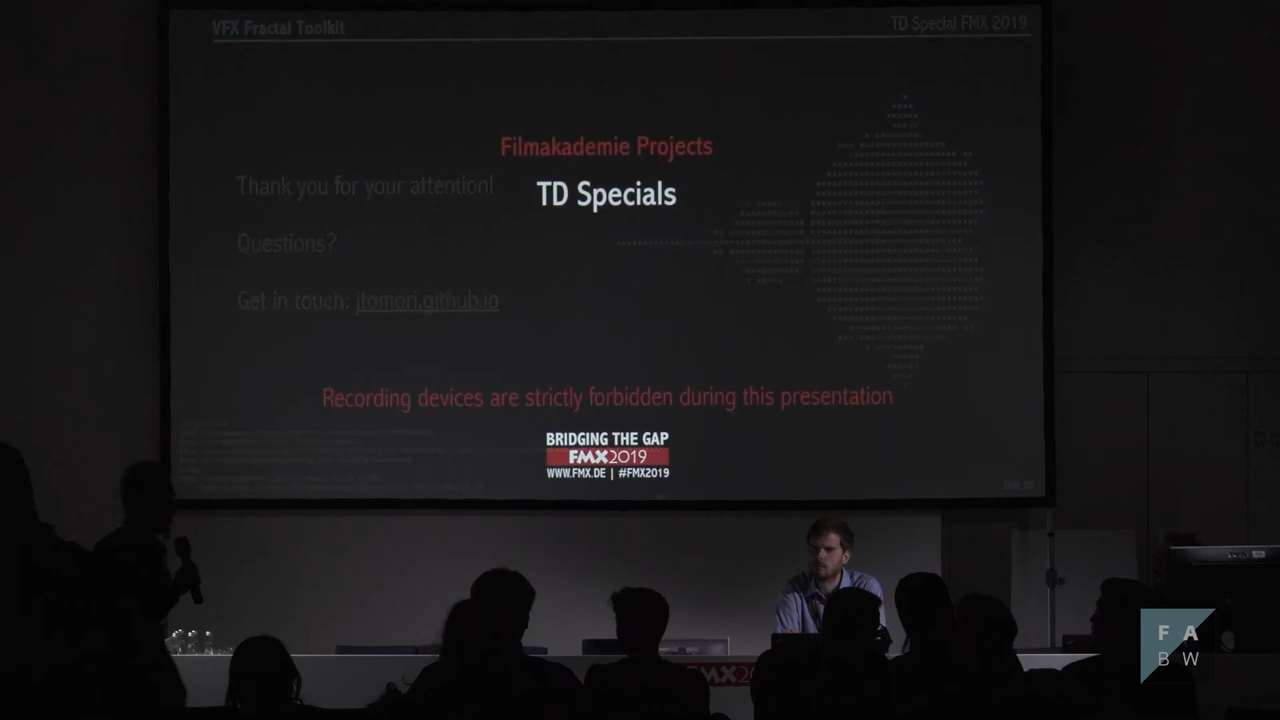 VFX Fractal Toolkit
TD Special FMX 2019
Filmakademie Projects
TD Specials
Thank you for your attention!
Questions?
Get in touch: jtomori.github.io
Recording devices are strictly forbidden during this presentation
BRIDGING THE GAP
FMX2019
WWW.FMX.DE | #FMX2019
FA
BW